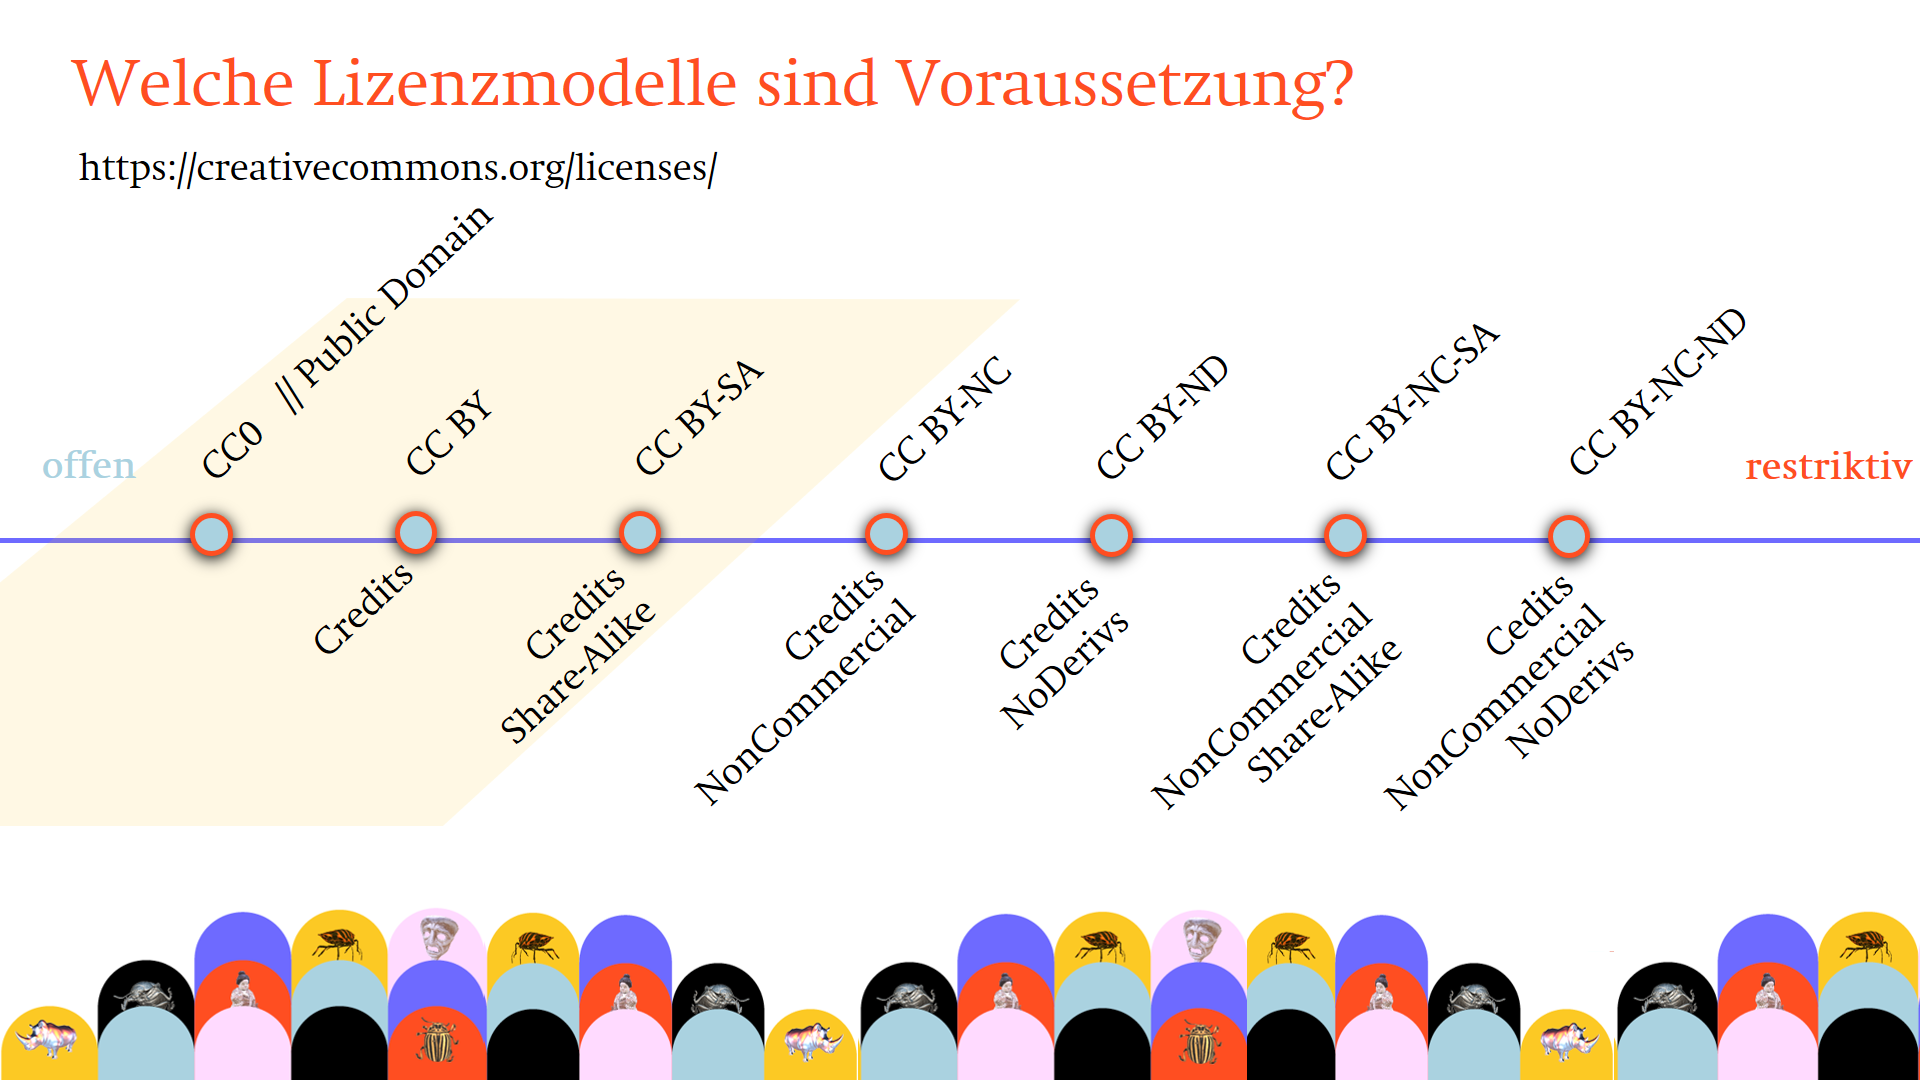 Welche Lizenzmodelle sind Voraussetzung?
https://creativecommons.org/licenses/
offen
CC0 // Public Domain
CC BY
CC BY-SA
CC BY-NC
CC BY-ND
CC BY-NC-SA
CC BY-NC-ND
restriktiv
Credits
Credits
Share-Alike
Credits
NonCommercial
Credits
NoDerivs
Credits
NonCommercial
Share-Alike
Cedits
NonCommercial
NoDerivs